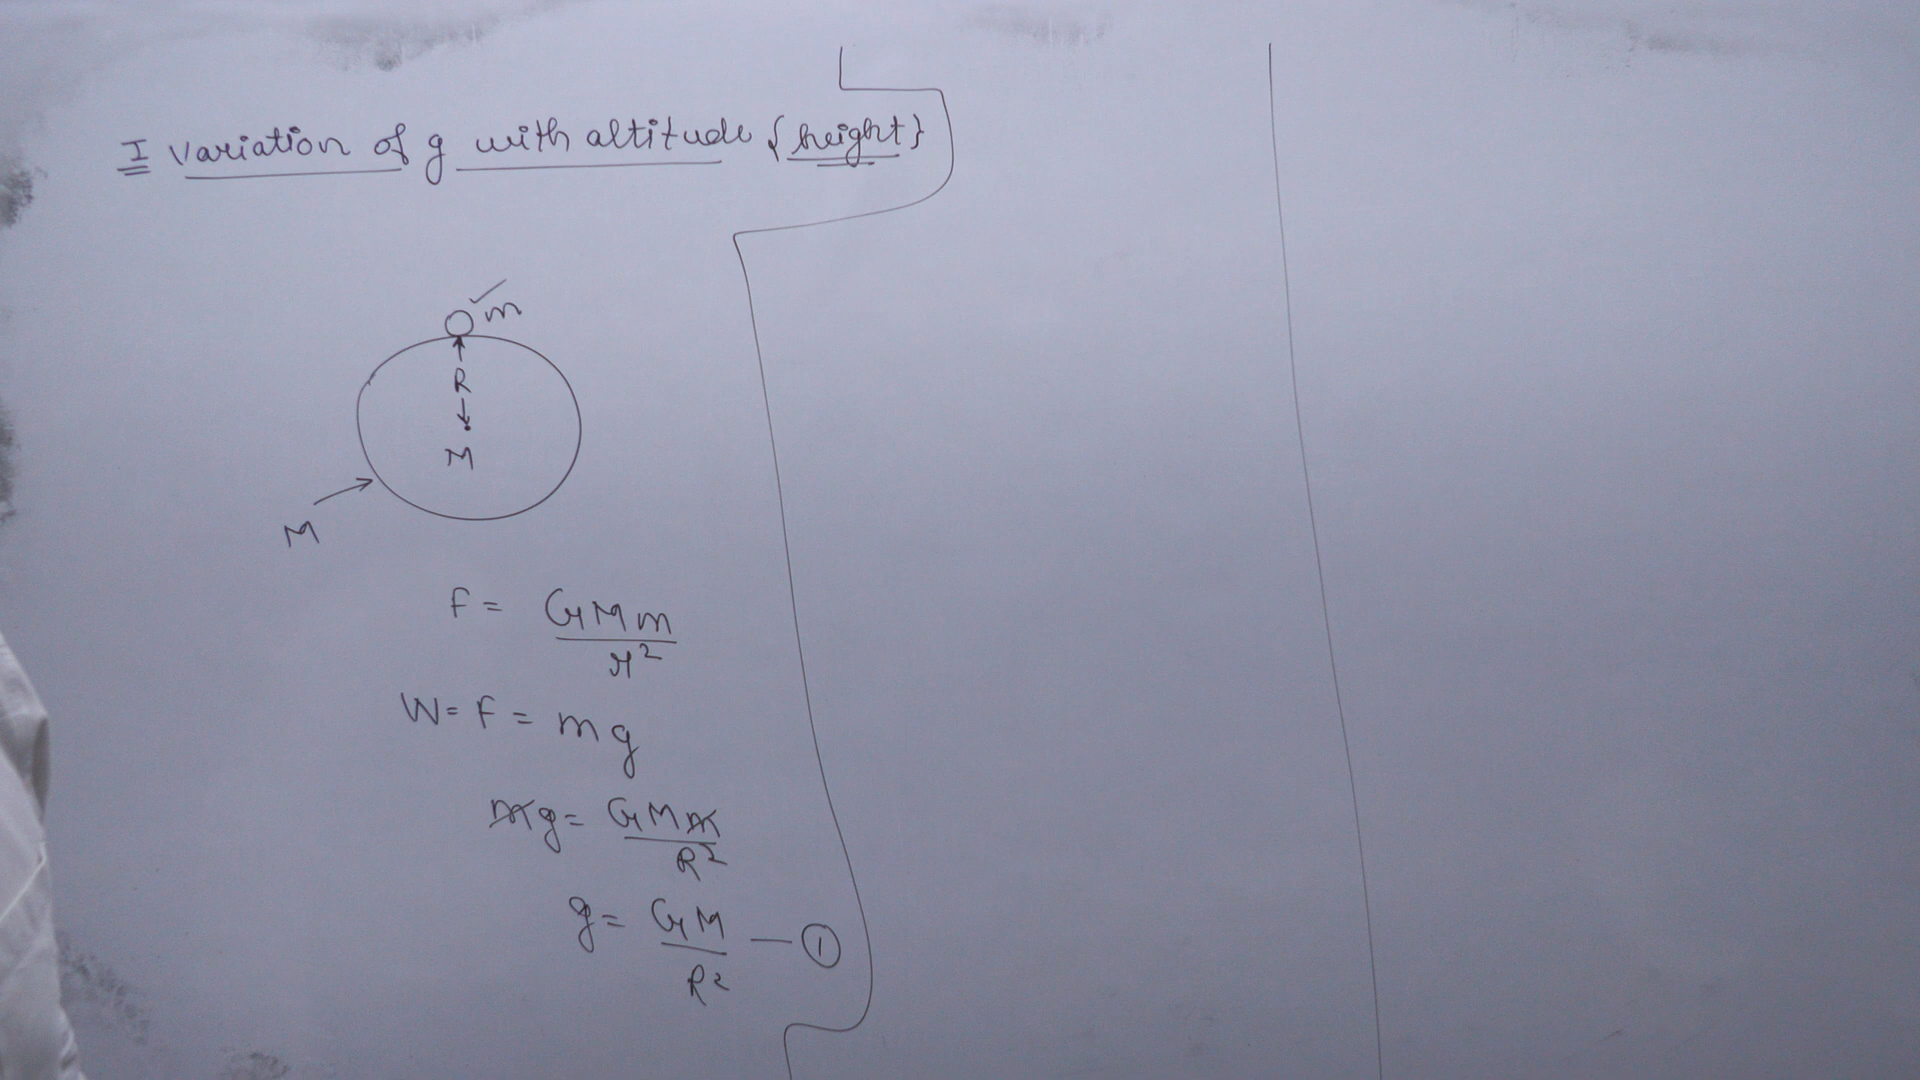 I Variation of g with altitude {height}
m
R
M
M
F = GMm/r²
W = F = mg
mg = GMm/R²
g = GM/R² — ①